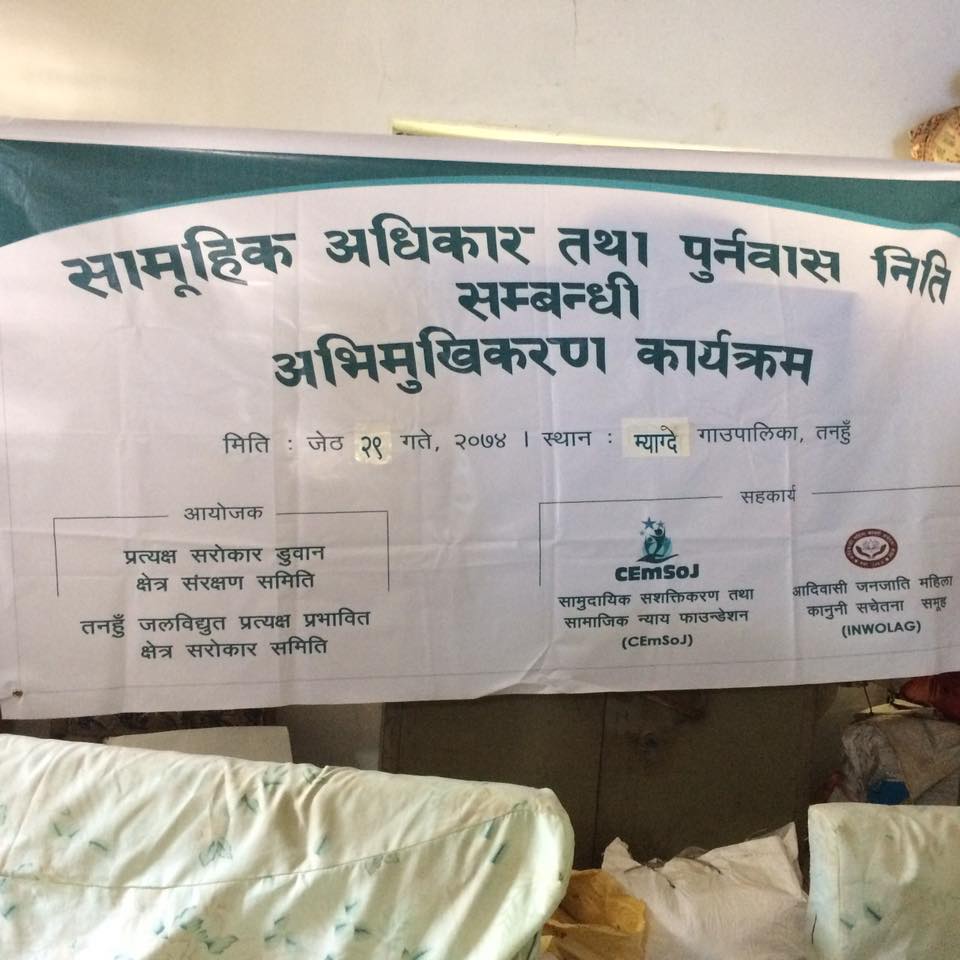 सामूहिक अधिकार तथा पुर्नवास निति
सम्बन्धी
अभिमुखिकरण कार्यक्रम
मिति : जेठ २९ गते, २०७४ । स्थान : म्याग्दे गाउपालिका, तनहुँ
आयोजक
प्रत्यक्ष सरोकार डुवान
क्षेत्र संरक्षण समिति
तनहुँ जलविद्युत प्रत्यक्ष प्रभावित
क्षेत्र सरोकार समिति
सहकार्य
CEmSoJ
सामुदायिक सशक्तिकरण तथा
सामाजिक न्याय फाउन्डेशन
(CEmSoJ)
आदिवासी जनजाति महिला
कानुनी सचेतना समूह
(INWOLAG)